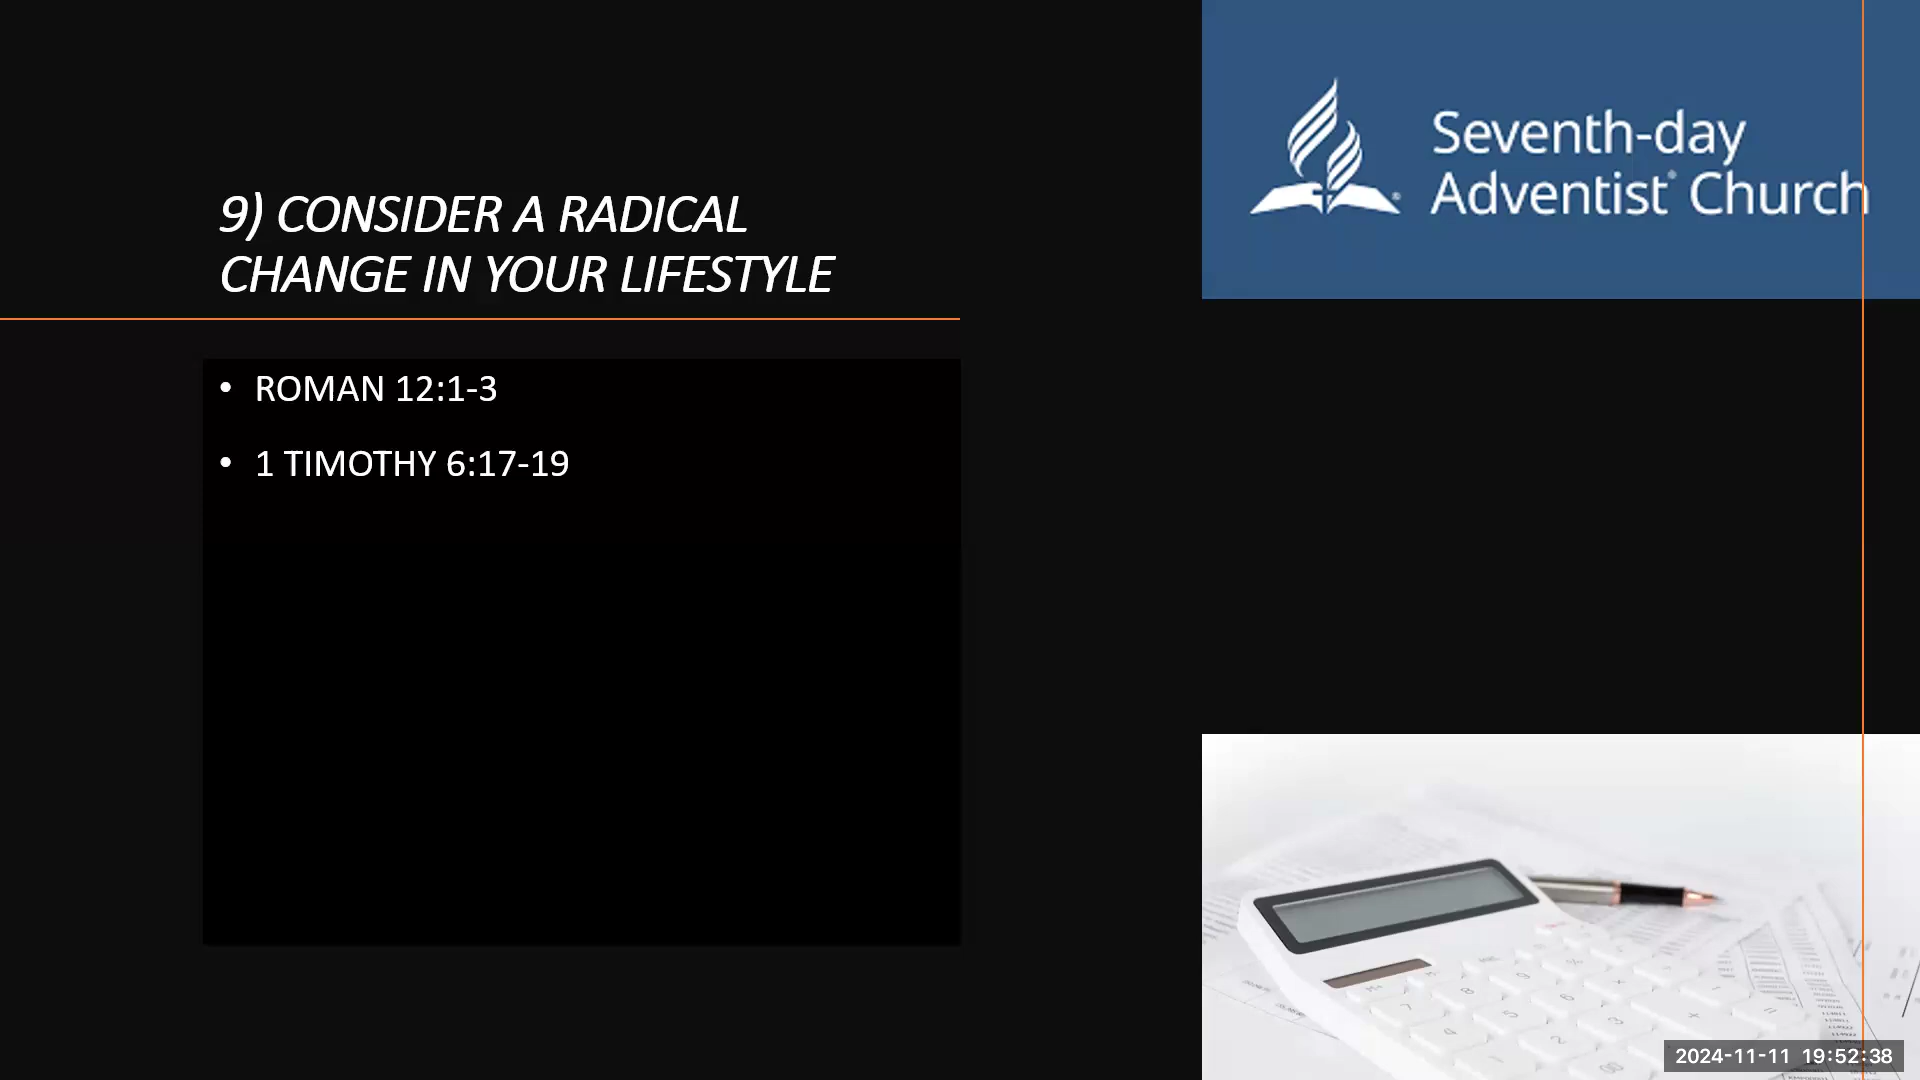 9) CONSIDER A RADICAL
CHANGE IN YOUR LIFESTYLE
• ROMAN 12:1-3
• 1 TIMOTHY 6:17-19
Seventh-day
Adventist® Church
2024-11-11 19:52:38